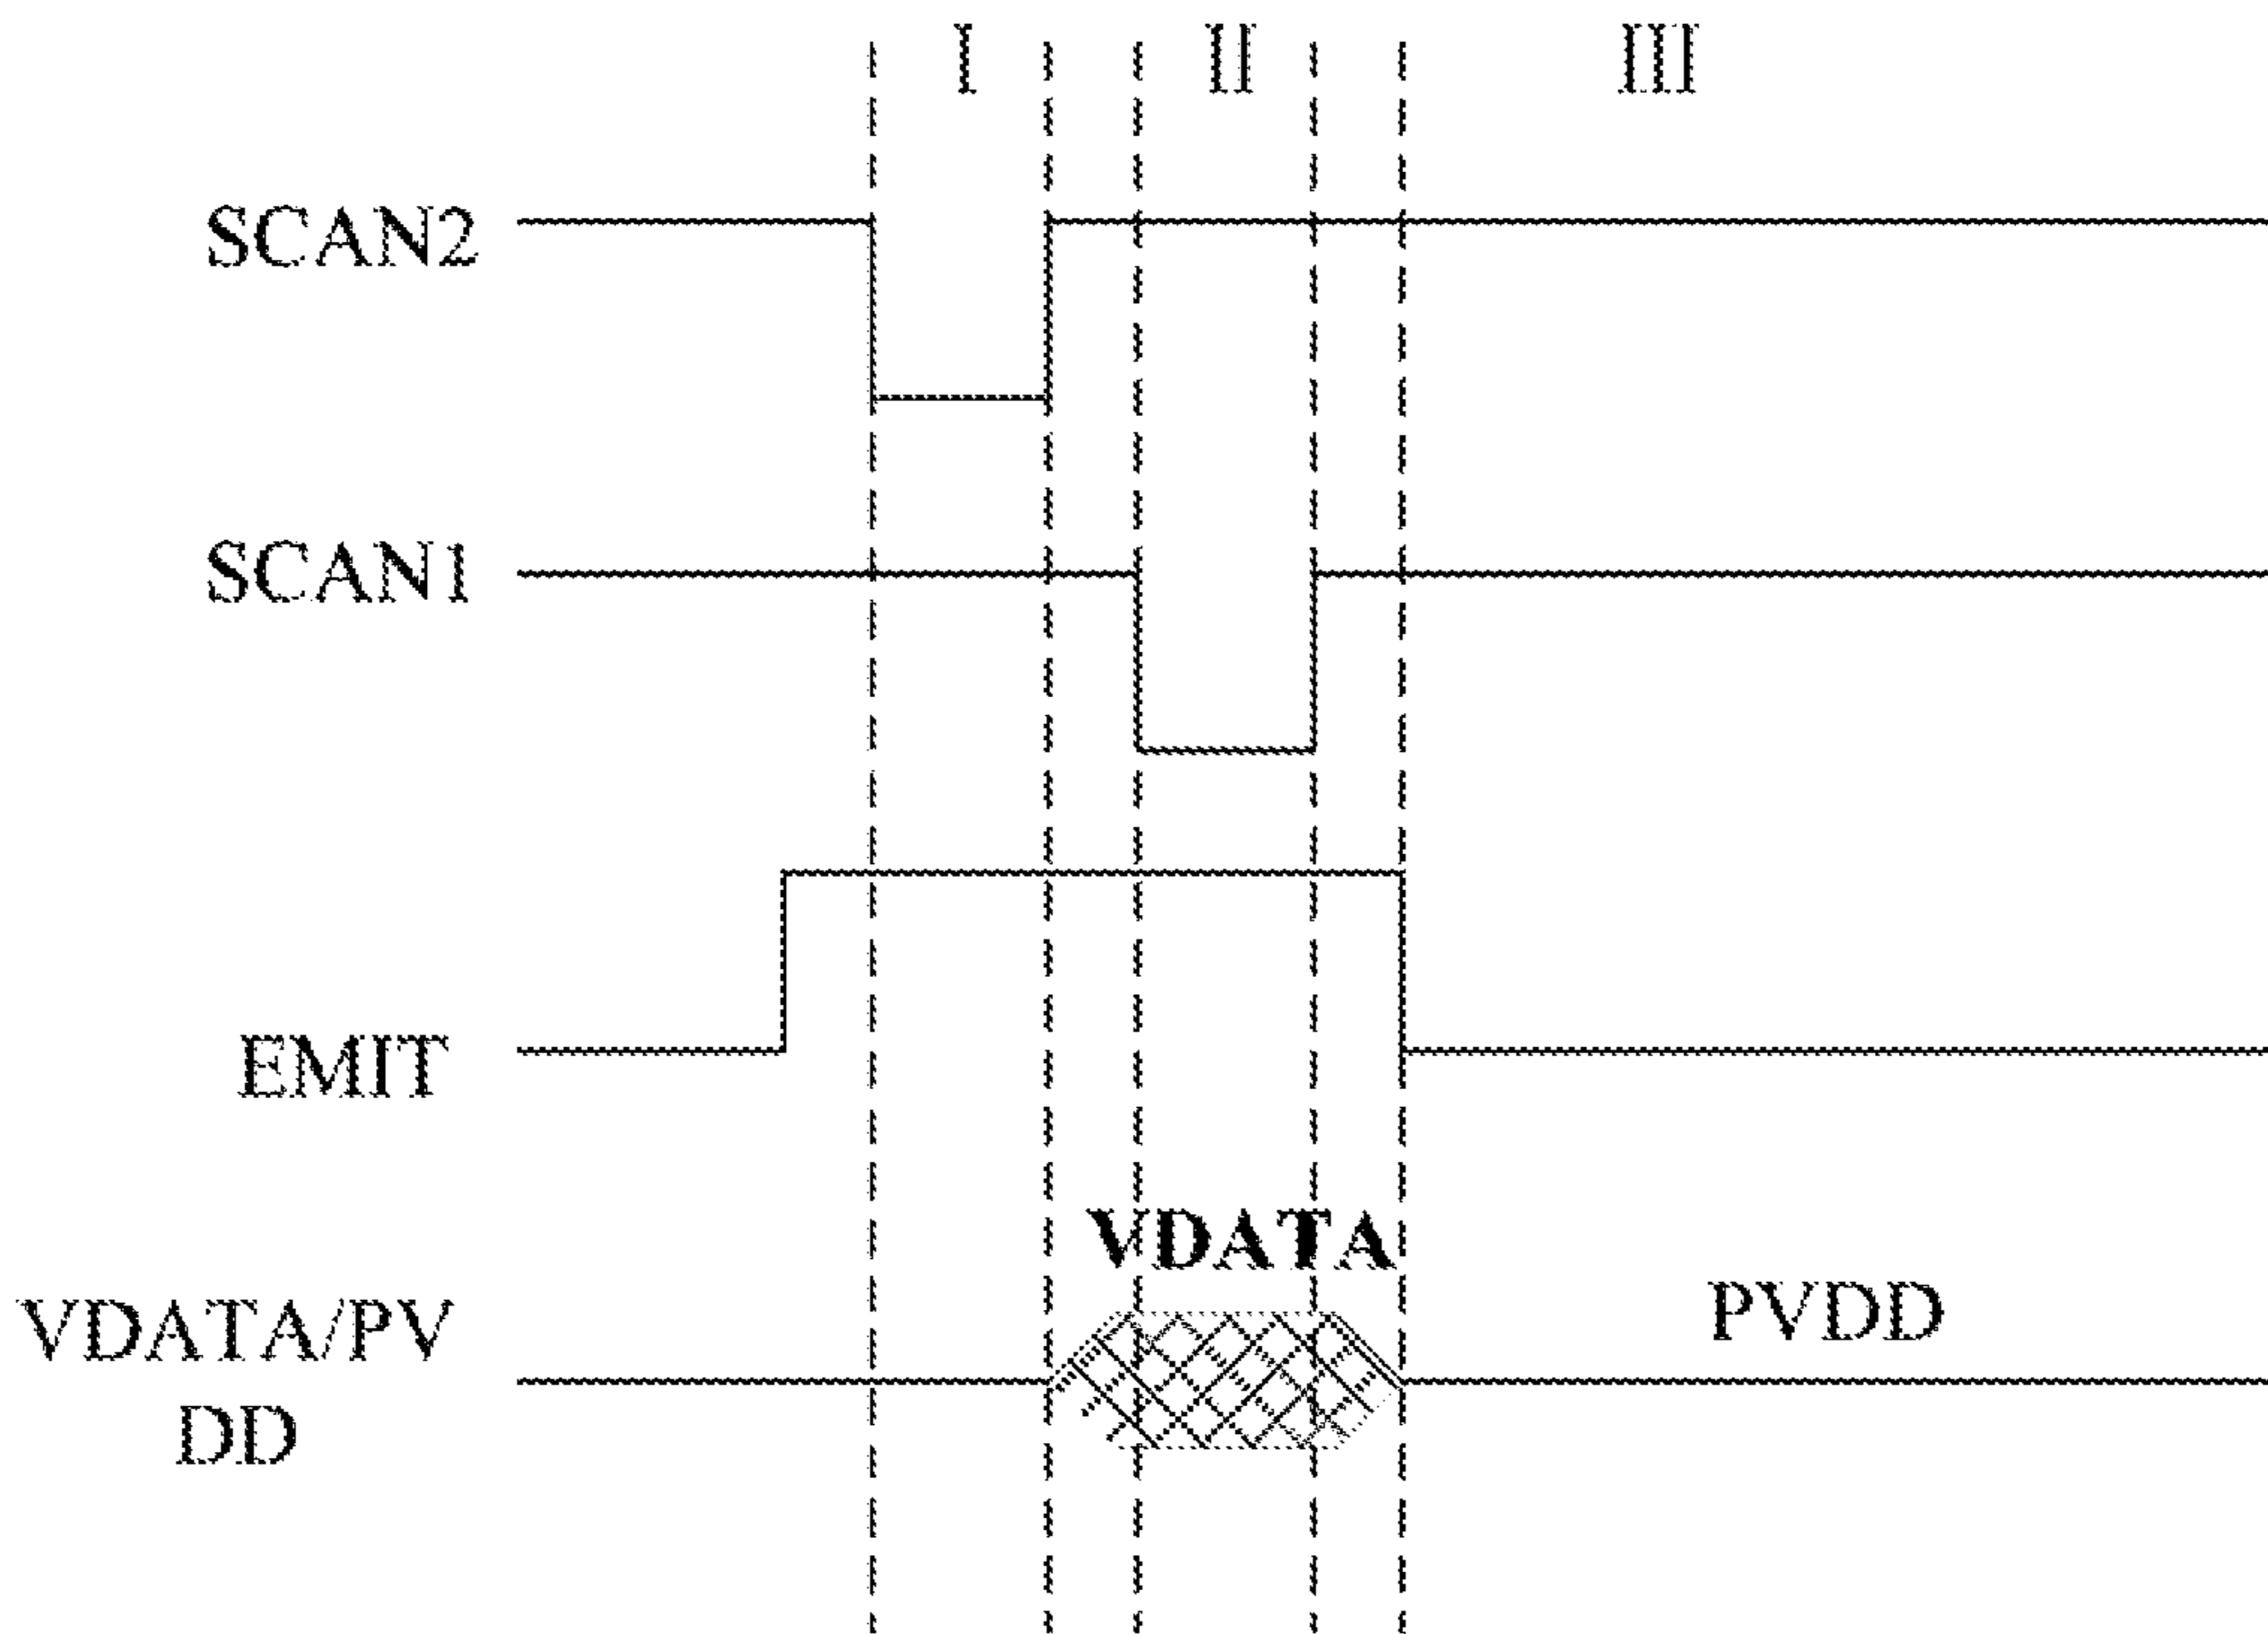 I II III
SCAN2
SCAN1
EMIT
VDATA
VDATA/PV
DD
PVDD